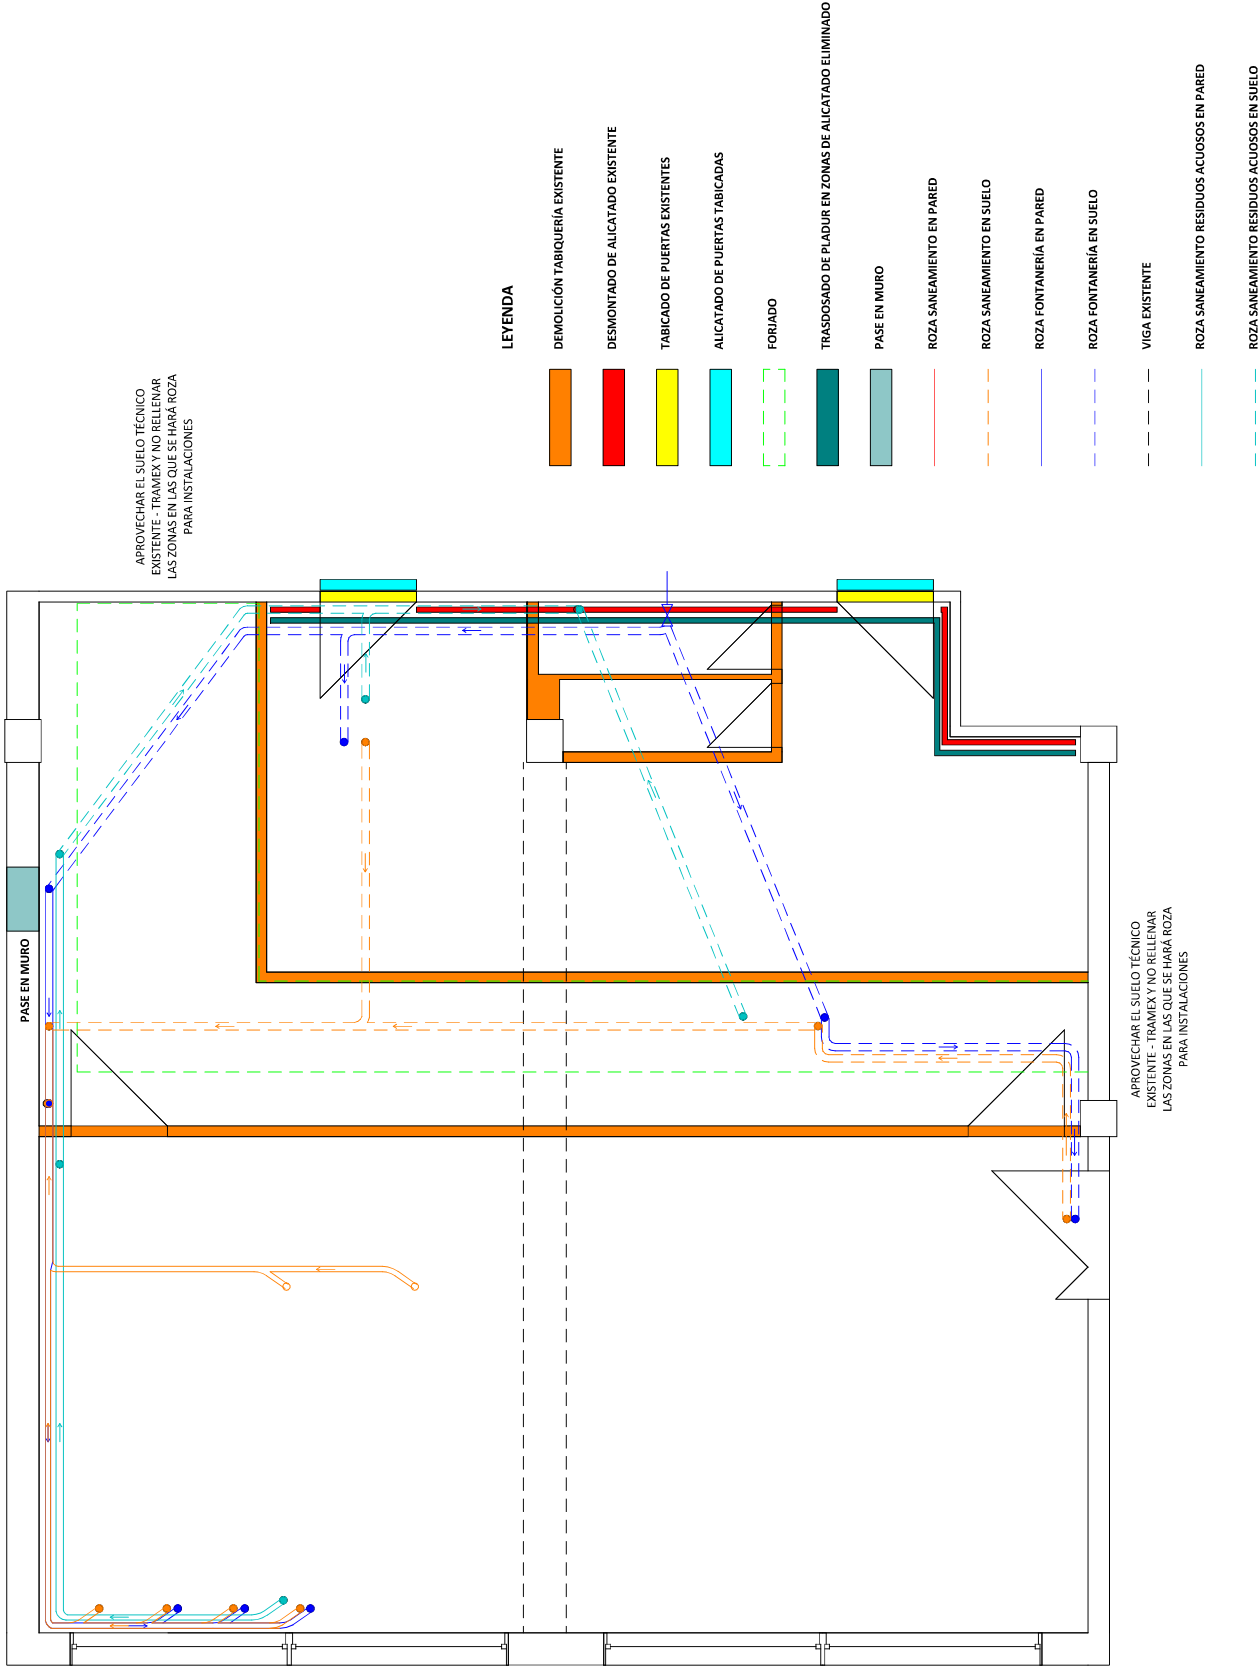 APROVECHAR EL SUELO TÉCNICO
EXISTENTE - TRAMEX Y NO RELLENAR
LAS ZONAS EN LAS QUE SE HARÁ ROZA
PARA INSTALACIONES
LEYENDA
DEMOLICIÓN TABIQUERÍA EXISTENTE
DESMONTADO DE ALICATADO EXISTENTE
TABICADO DE PUERTAS EXISTENTES
ALICATADO DE PUERTAS TABICADAS
FORJADO
TRASDOSADO DE PLADUR EN ZONAS DE ALICATADO ELIMINADO
PASE EN MURO
ROZA SANEAMIENTO EN PARED
ROZA SANEAMIENTO EN SUELO
ROZA FONTANERÍA EN PARED
ROZA FONTANERÍA EN SUELO
VIGA EXISTENTE
ROZA SANEAMIENTO RESIDUOS ACUOSOS EN PARED
ROZA SANEAMIENTO RESIDUOS ACUOSOS EN SUELO
PASE EN MURO
APROVECHAR EL SUELO TÉCNICO
EXISTENTE - TRAMEX Y NO RELLENAR
LAS ZONAS EN LAS QUE SE HARÁ ROZA
PARA INSTALACIONES